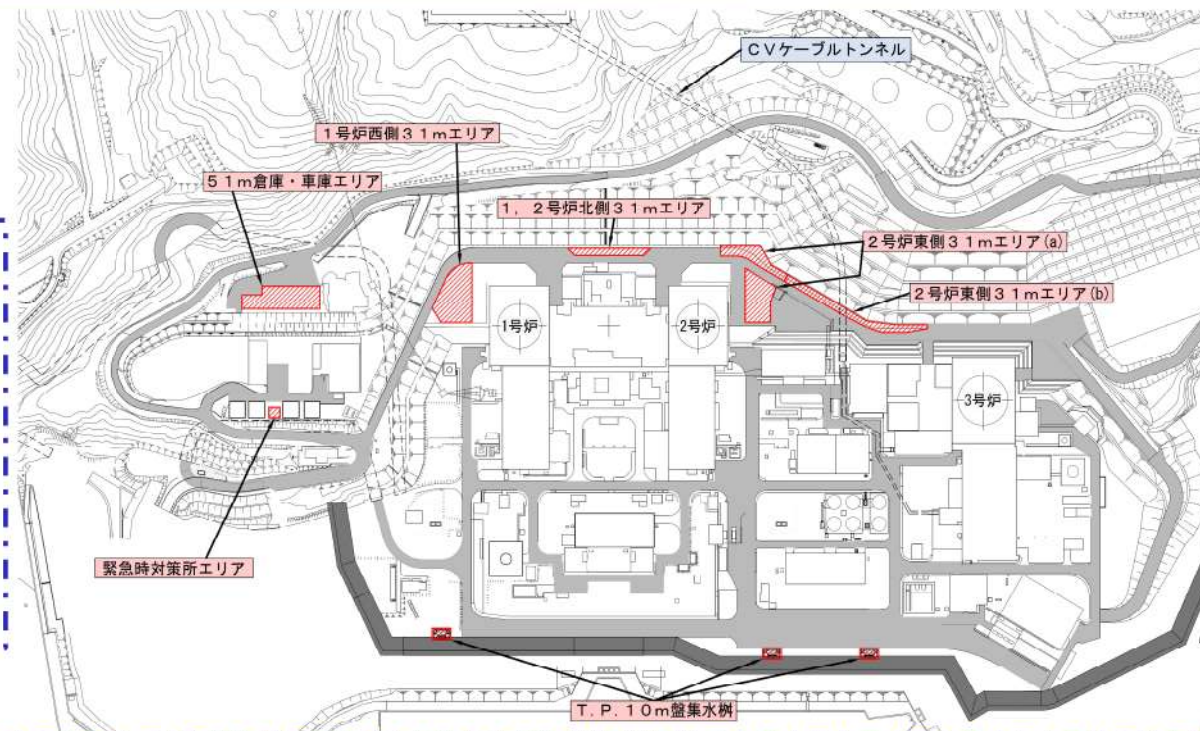 CVケーブルトンネル
1号炉西側31mエリア
51m倉庫・車庫エリア
1,2号炉北側31mエリア
2号炉東側31mエリア(a)
2号炉東側31mエリア(b)
1号炉
2号炉
3号炉
緊急時対策所エリア
T.P.10m盤集水桝